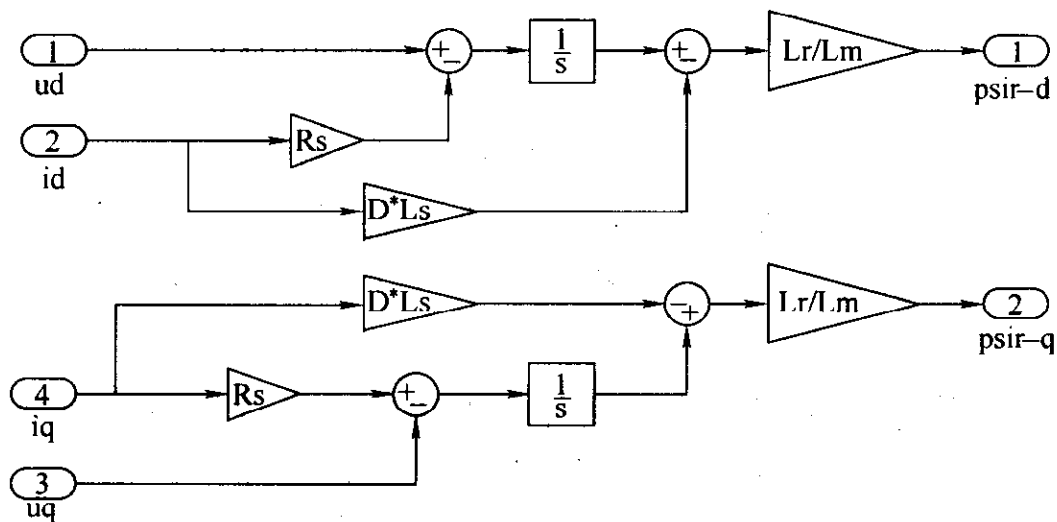 1
ud
+
−
1/s
+
−
Lr/Lm
1
psir−d
2
id
Rs
D*Ls
D*Ls
−
+
Lr/Lm
2
psir−q
4
iq
Rs
+
−
1/s
3
uq